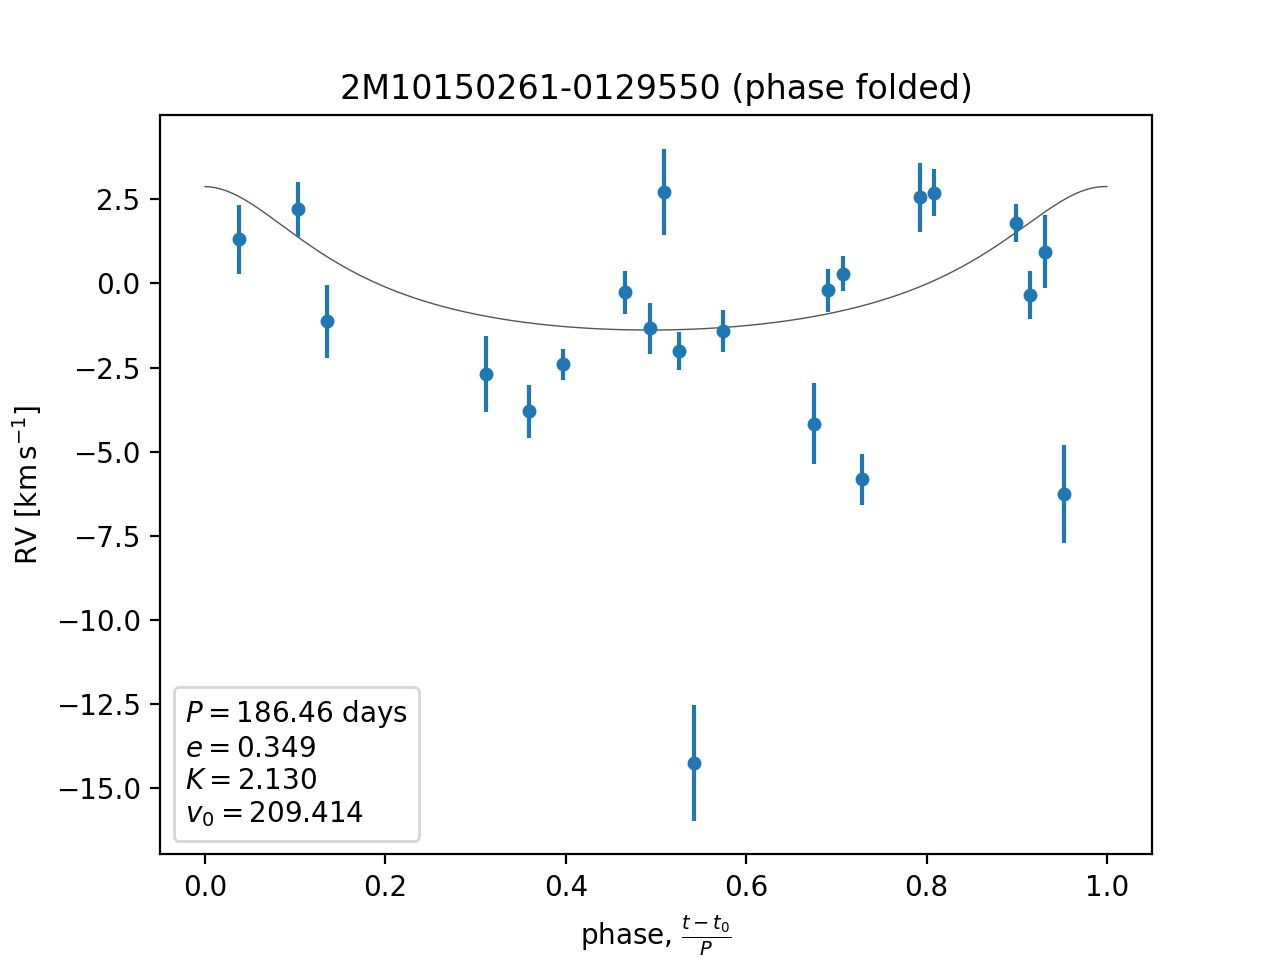 2M10150261-0129550 (phase folded)
2.5
0.0
−2.5
−5.0
−7.5
−10.0
−12.5
−15.0
RV [km s⁻¹]
P = 186.46 days
e = 0.349
K = 2.130
v₀ = 209.414
0.0 0.2 0.4 0.6 0.8 1.0
phase, (t − t₀)/P